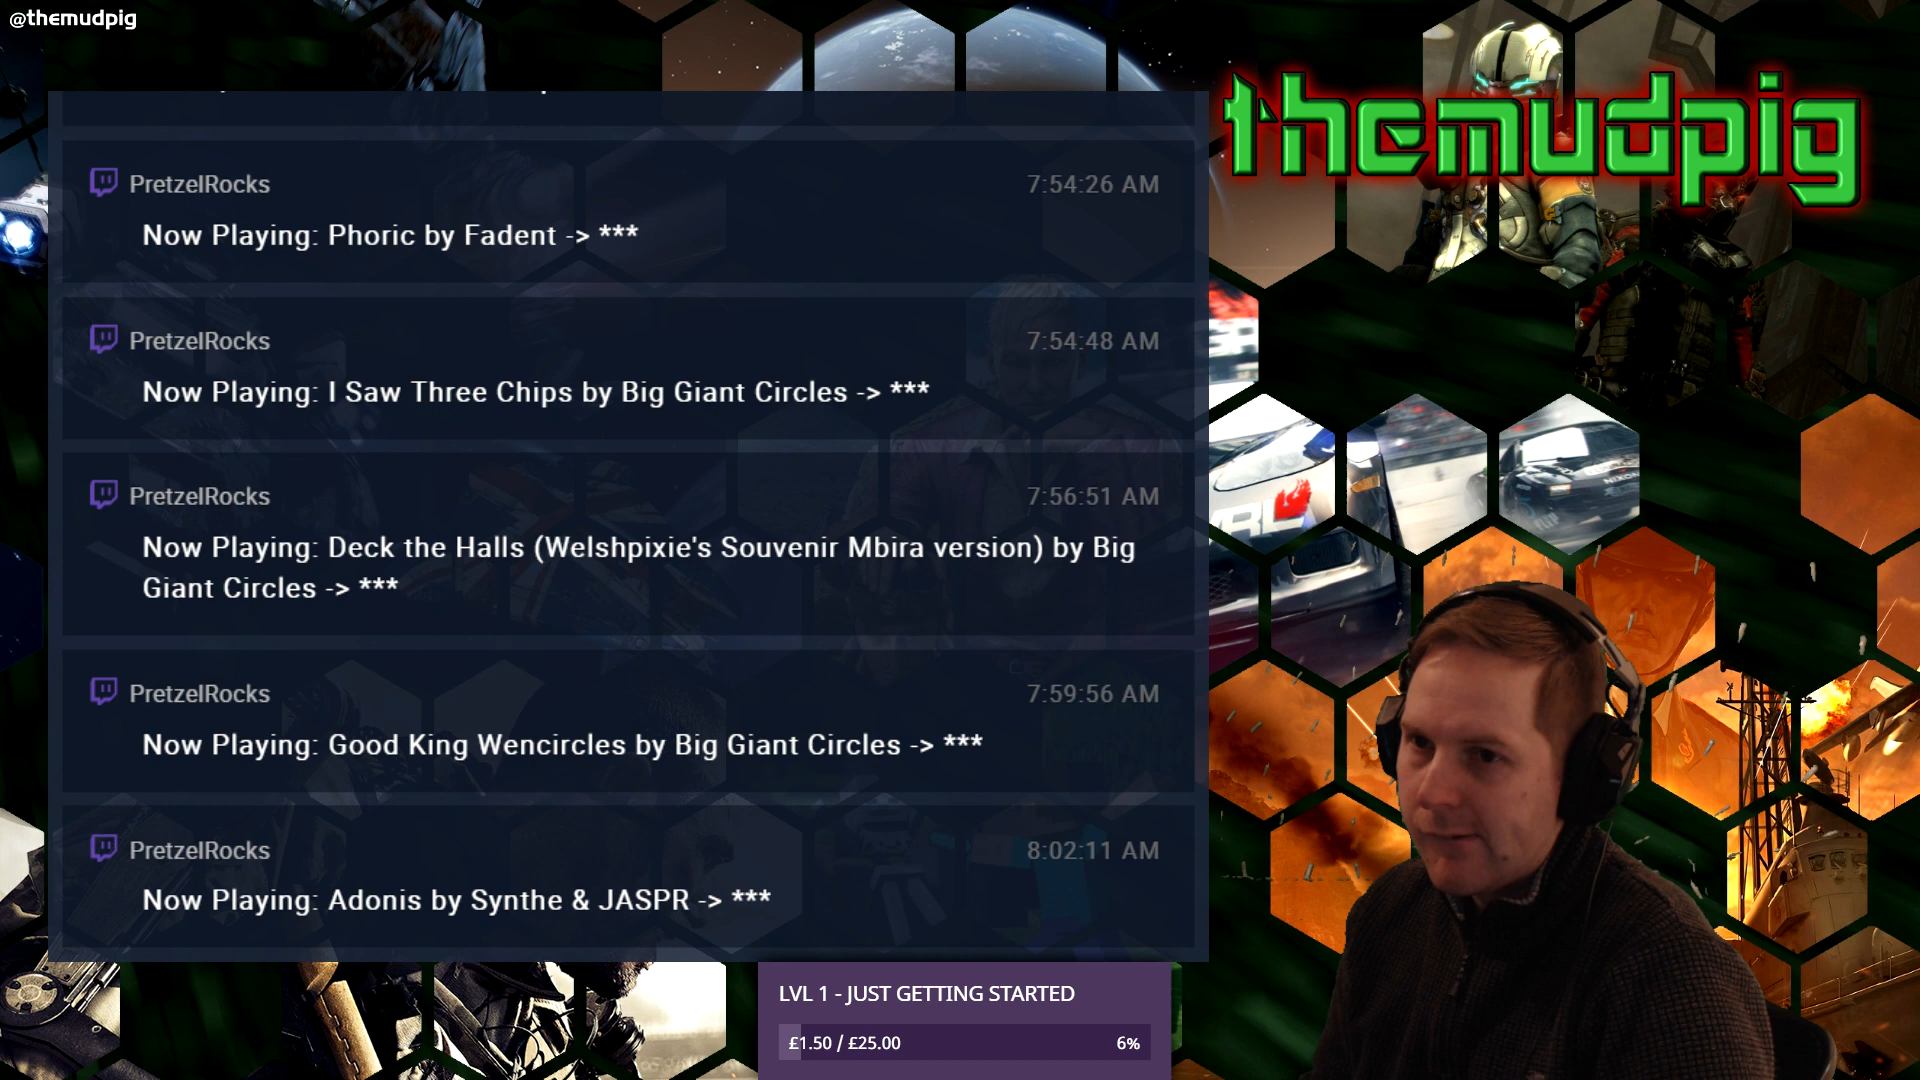 @themudpig
themudpig
PretzelRocks 7:54:26 AM
Now Playing: Phoric by Fadent -> ***
PretzelRocks 7:54:48 AM
Now Playing: I Saw Three Chips by Big Giant Circles -> ***
PretzelRocks 7:56:51 AM
Now Playing: Deck the Halls (Welshpixie's Souvenir Mbira version) by Big
Giant Circles -> ***
PretzelRocks 7:59:56 AM
Now Playing: Good King Wencircles by Big Giant Circles -> ***
PretzelRocks 8:02:11 AM
Now Playing: Adonis by Synthe & JASPR -> ***
LVL 1 - JUST GETTING STARTED
£1.50 / £25.00 6%